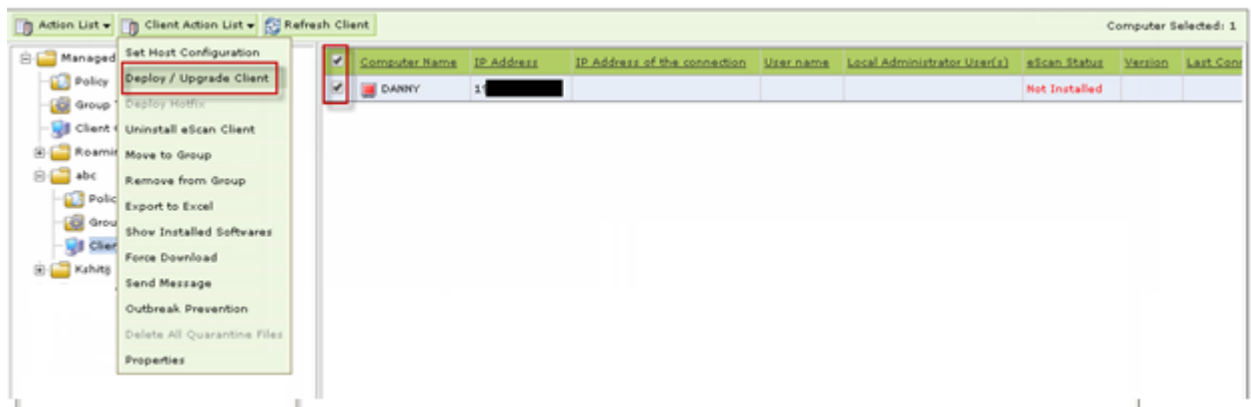 Action List Client Action List Refresh Client Computer Selected: 1
Managed
Policy
Group
Client
Roamin
abc
Polic
Grou
Clien
Kshitij
Set Host Configuration
Deploy / Upgrade Client
Deploy Hotfix
Uninstall eScan Client
Move to Group
Remove from Group
Export to Excel
Show Installed Softwares
Force Download
Send Message
Outbreak Prevention
Delete All Quarantine Files
Properties
Computer Name IP Address IP Address of the connection User name Local Administrator User(s) eScan Status Version Last Conn
DANNY 19 Not Installed